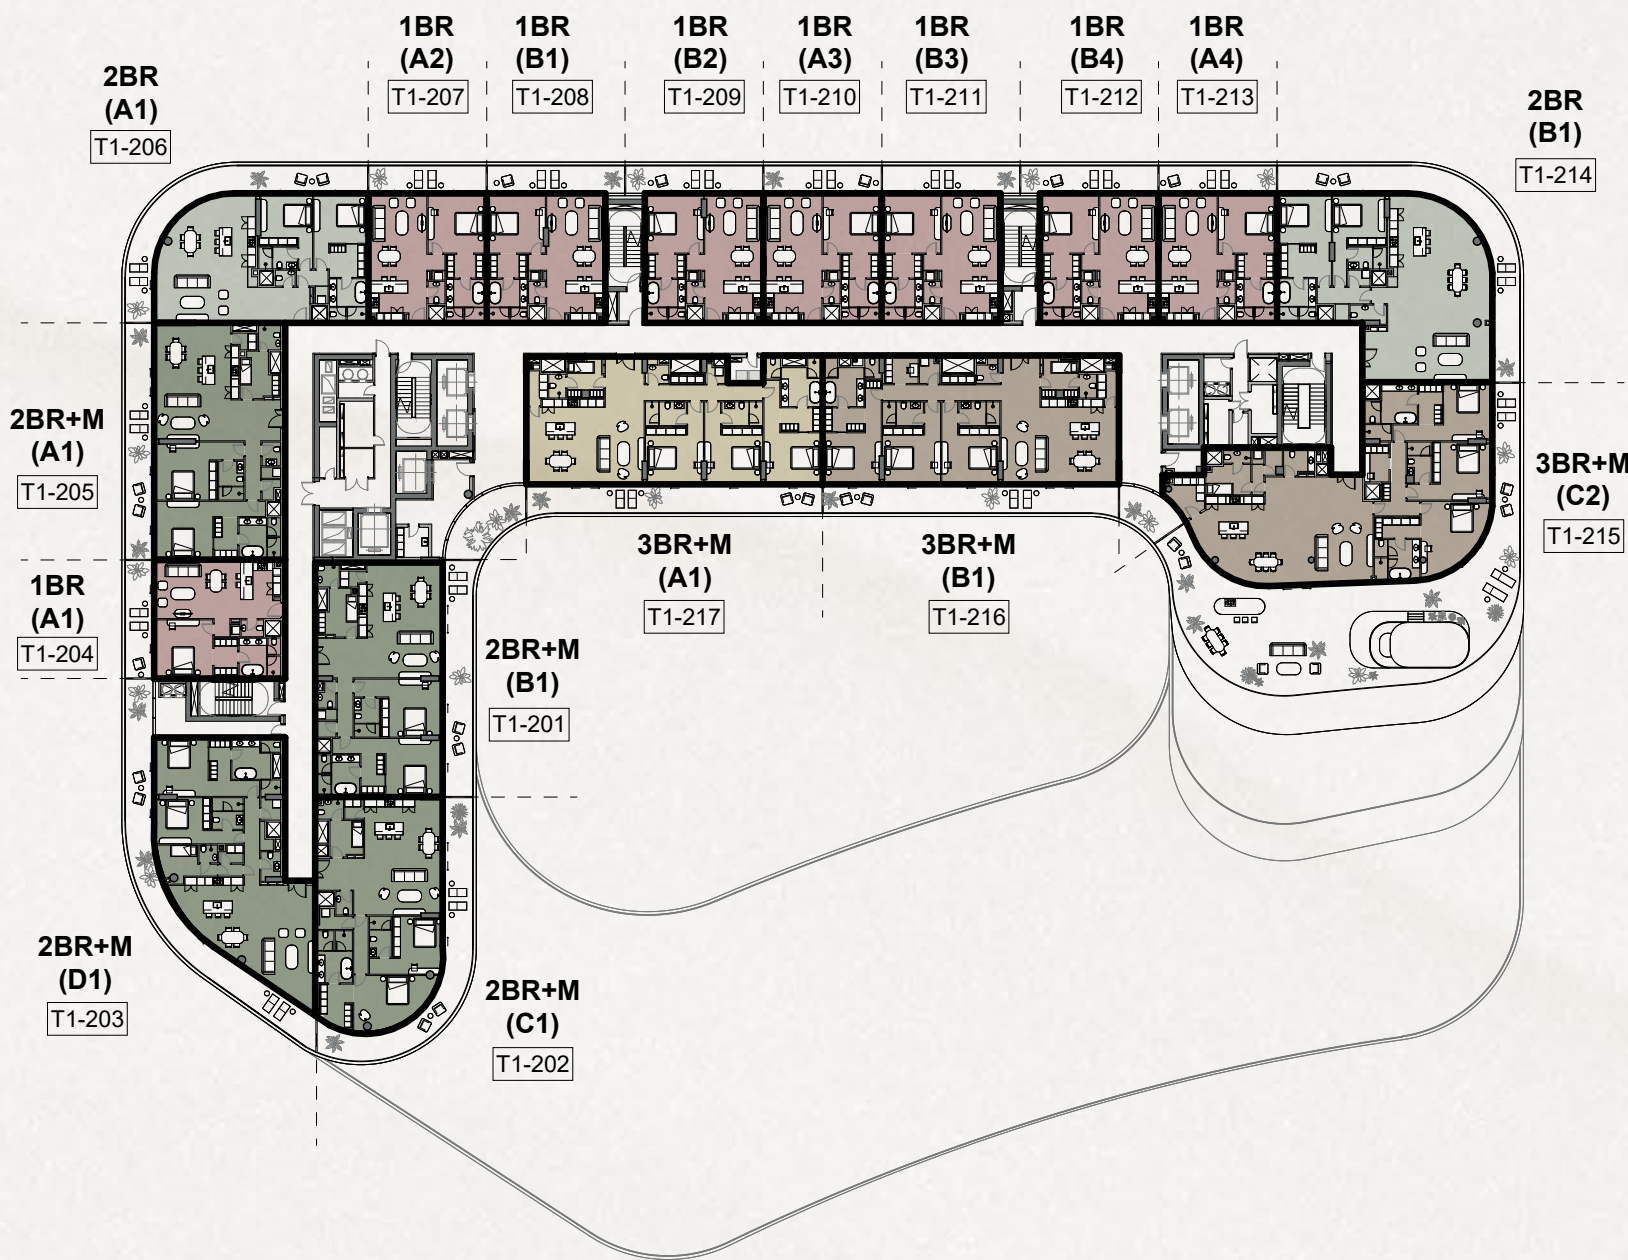 1BR
(A2)
T1-207
1BR
(B1)
T1-208
1BR
(B2)
T1-209
1BR
(A3)
T1-210
1BR
(B3)
T1-211
1BR
(B4)
T1-212
1BR
(A4)
T1-213
2BR
(A1)
T1-206
2BR
(B1)
T1-214
2BR+M
(A1)
T1-205
3BR+M
(C2)
T1-215
1BR
(A1)
T1-204
3BR+M
(A1)
T1-217
3BR+M
(B1)
T1-216
2BR+M
(B1)
T1-201
2BR+M
(D1)
T1-203
2BR+M
(C1)
T1-202